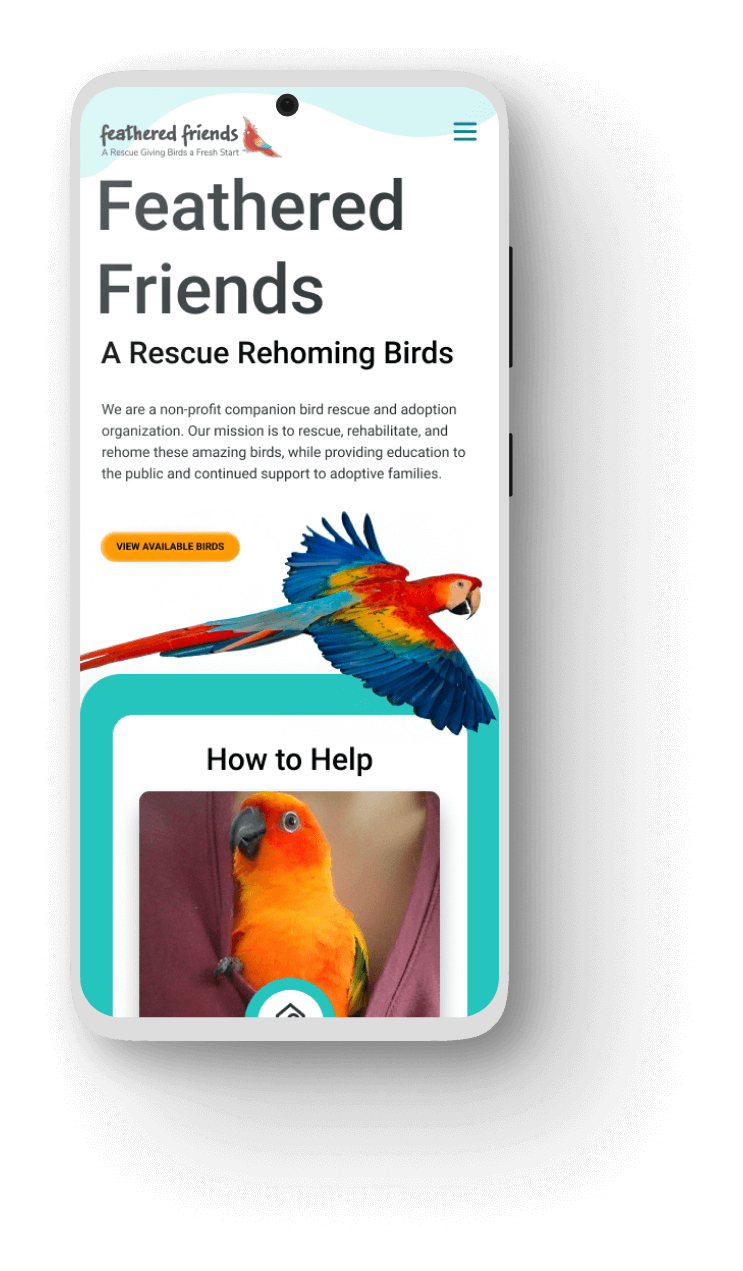 feathered friends
A Rescue Giving Birds a Fresh Start
Feathered
Friends
A Rescue Rehoming Birds
We are a non-profit companion bird rescue and adoption
organization. Our mission is to rescue, rehabilitate, and
rehome these amazing birds, while providing education to
the public and continued support to adoptive families.
VIEW AVAILABLE BIRDS
How to Help